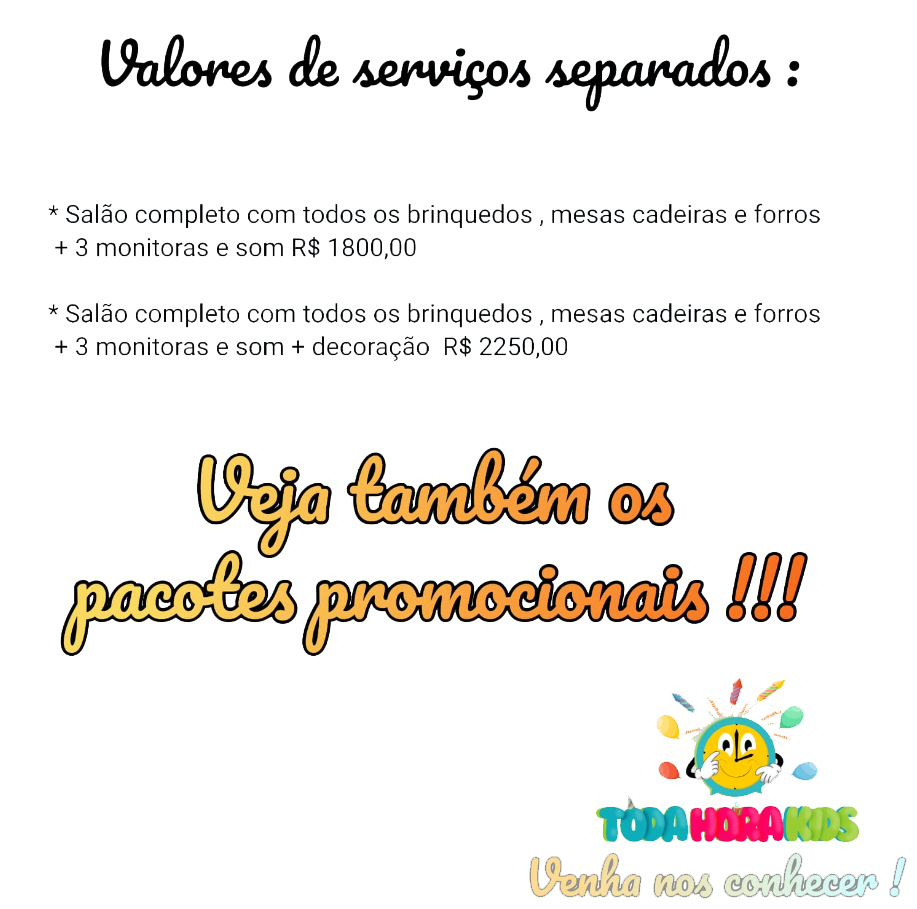 Valores de serviços separados :
* Salão completo com todos os brinquedos , mesas cadeiras e forros
+ 3 monitoras e som R$ 1800,00
* Salão completo com todos os brinquedos , mesas cadeiras e forros
+ 3 monitoras e som + decoração R$ 2250,00
Veja também os
pacotes promocionais !!!
TODA HORA KIDS
Venha nos conhecer !